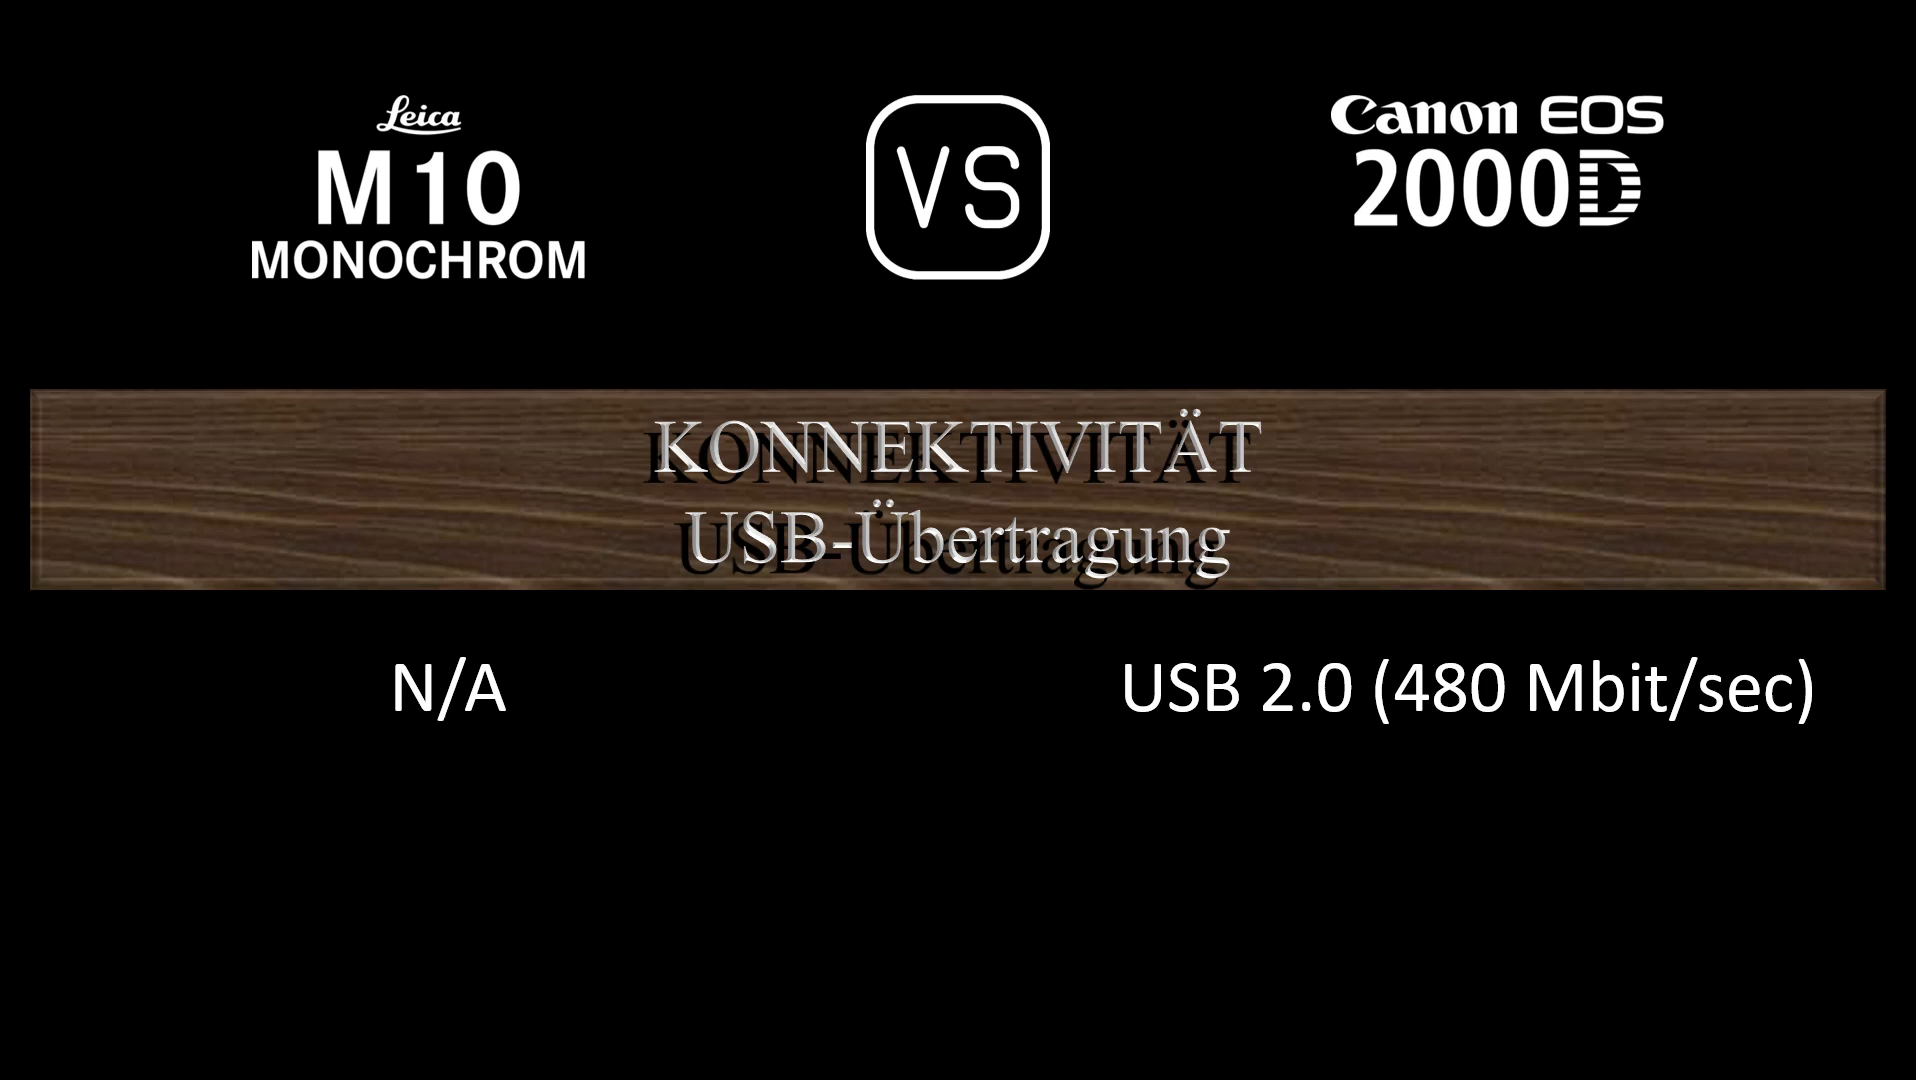 Leica
M10
MONOCHROM
VS
Canon EOS
2000D
KONNEKTIVITÄT
USB-Übertragung
N/A
USB 2.0 (480 Mbit/sec)